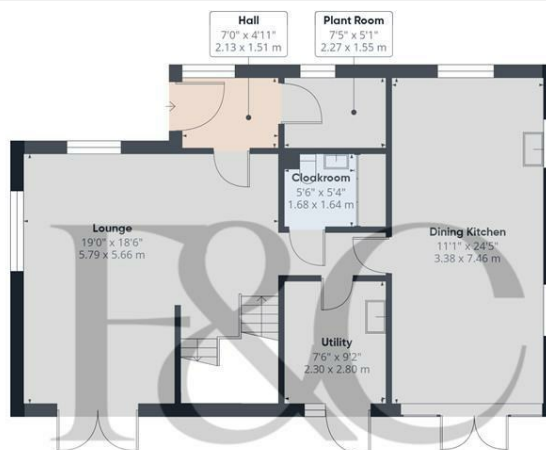 Hall
7'0" x 4'11"
2.13 x 1.51 m
Plant Room
7'5" x 5'1"
2.27 x 1.55 m
Cloakroom
5'6" x 5'4"
1.68 x 1.64 m
Lounge
19'0" x 18'6"
5.79 x 5.66 m
Dining Kitchen
11'1" x 24'5"
3.38 x 7.46 m
Utility
7'6" x 9'2"
2.30 x 2.80 m
F&C